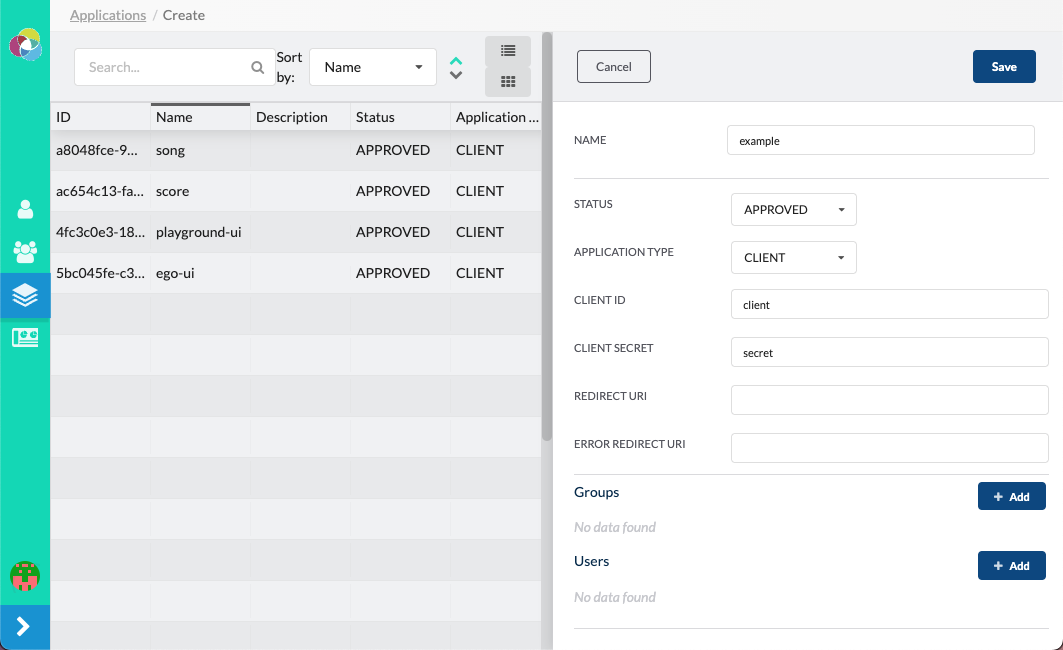 Applications / Create
Search...
Sort by:
Name
ID Name Description Status Application ...
a8048fce-9... song APPROVED CLIENT
ac654c13-fa... score APPROVED CLIENT
4fc3c0e3-18... playground-ui APPROVED CLIENT
5bc045fe-c3... ego-ui APPROVED CLIENT
Cancel
Save
NAME example
STATUS APPROVED
APPLICATION TYPE CLIENT
CLIENT ID client
CLIENT SECRET secret
REDIRECT URI
ERROR REDIRECT URI
Groups + Add
No data found
Users + Add
No data found